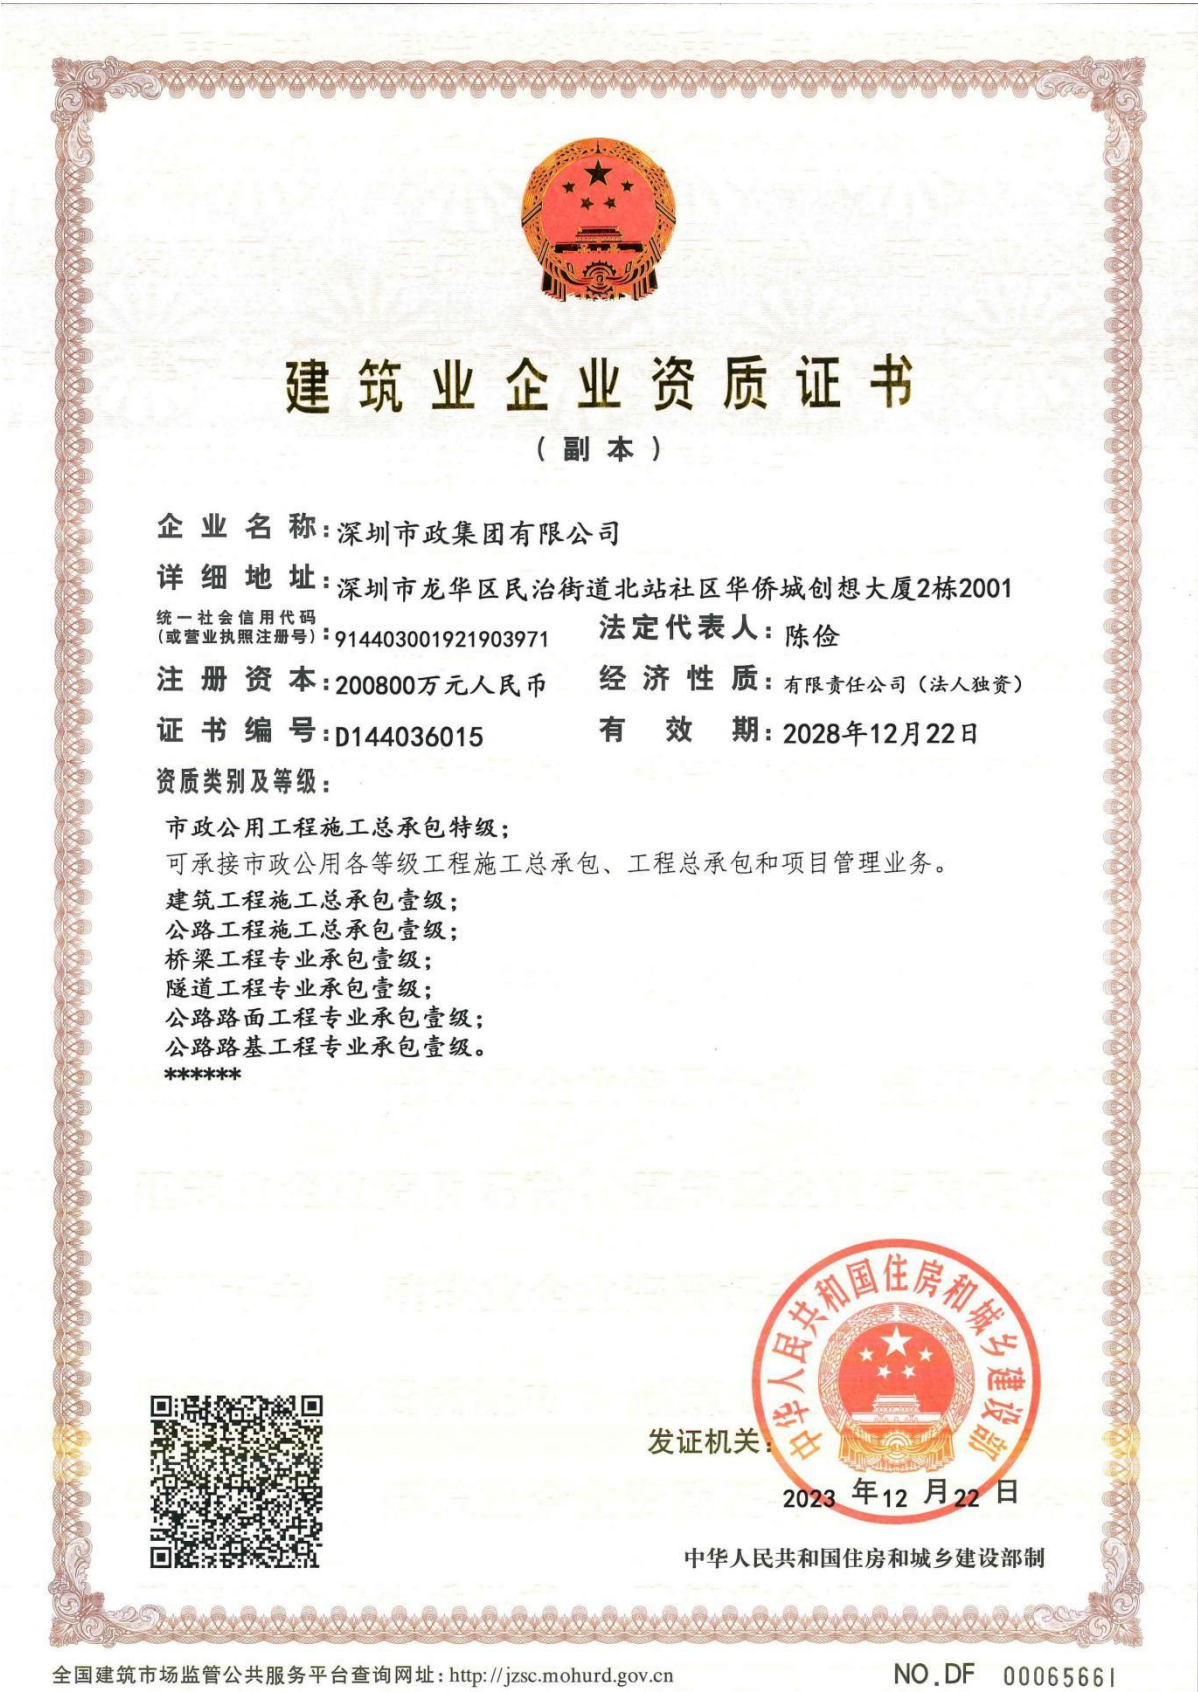 建筑业企业资质证书
（副本）
企业名称：深圳市政集团有限公司
详细地址：深圳市龙华区民治街道北站社区华侨城创想大厦2栋2001
统一社会信用代码
(或营业执照注册号)：914403001921903971 法定代表人：陈俭
注册资本：200800万元人民币 经济性质：有限责任公司（法人独资）
证书编号：D144036015 有效期：2028年12月22日
资质类别及等级：
市政公用工程施工总承包特级；
可承接市政公用各等级工程施工总承包、工程总承包和项目管理业务。
建筑工程施工总承包壹级；
公路工程施工总承包壹级；
桥梁工程专业承包壹级；
隧道工程专业承包壹级；
公路路面工程专业承包壹级；
公路路基工程专业承包壹级。
******
中华人民共和国住房和城乡建设部
发证机关：
2023 年12 月22 日
中华人民共和国住房和城乡建设部制
全国建筑市场监管公共服务平台查询网址：http://jzsc.mohurd.gov.cn
NO.DF 00065661